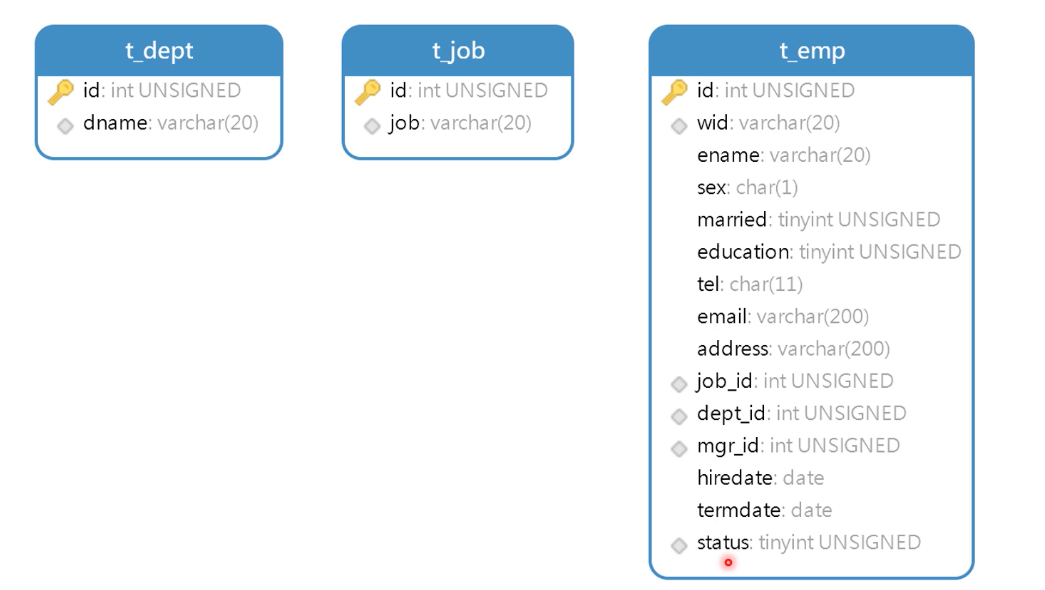 t_dept
id: int UNSIGNED
dname: varchar(20)
t_job
id: int UNSIGNED
job: varchar(20)
t_emp
id: int UNSIGNED
wid: varchar(20)
ename: varchar(20)
sex: char(1)
married: tinyint UNSIGNED
education: tinyint UNSIGNED
tel: char(11)
email: varchar(200)
address: varchar(200)
job_id: int UNSIGNED
dept_id: int UNSIGNED
mgr_id: int UNSIGNED
hiredate: date
termdate: date
status: tinyint UNSIGNED